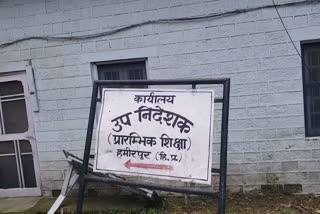 कार्यालय
उप निदेशक
(प्रारम्भिक शिक्षा)
हमीरपुर (हि.प्र.)